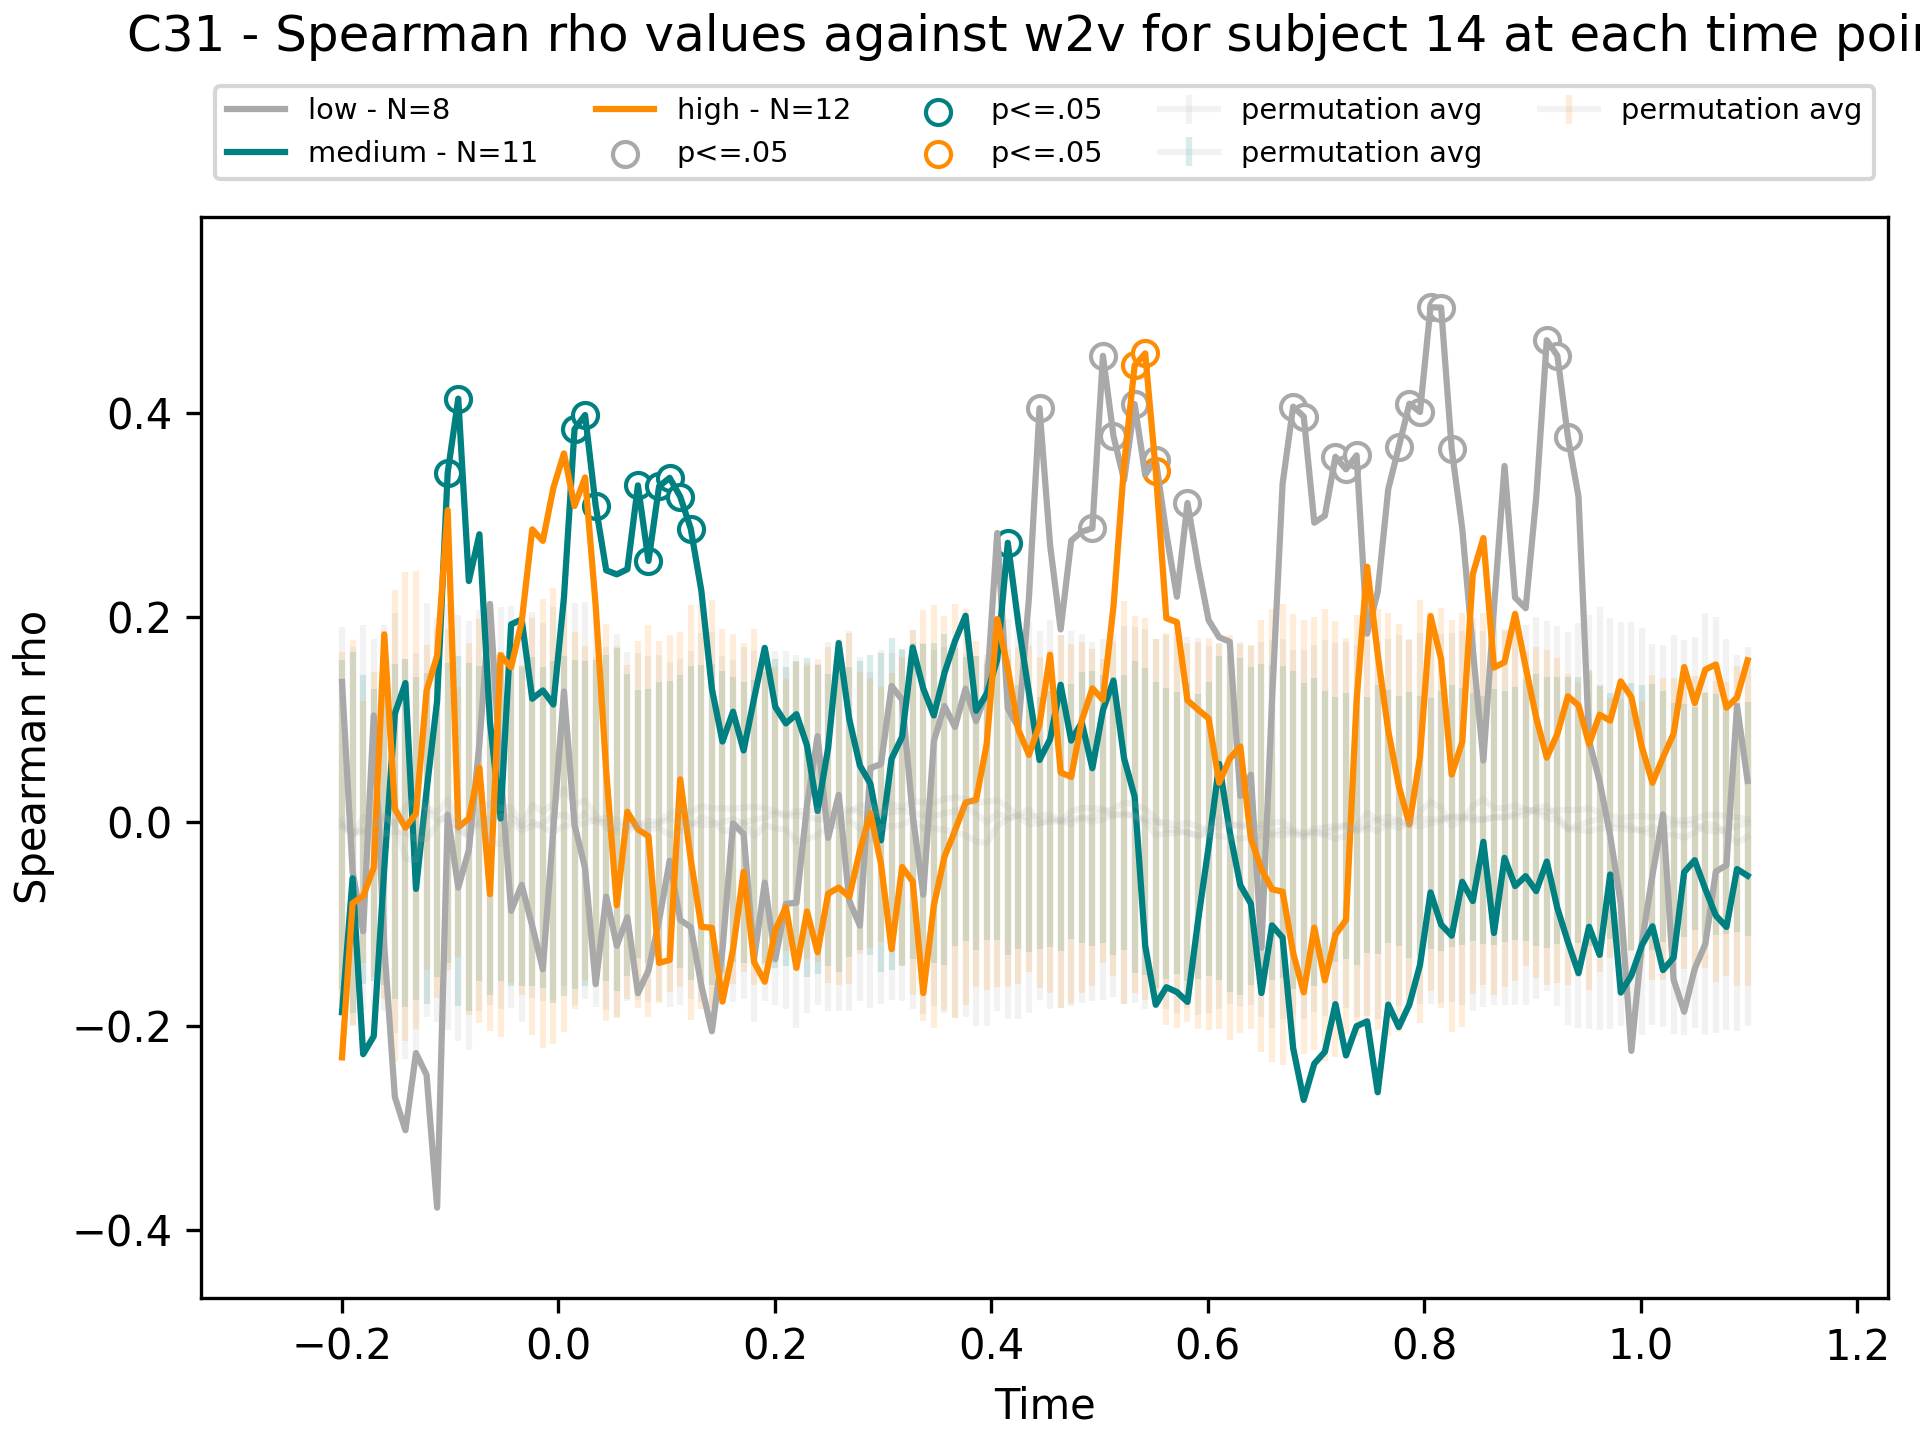 C31 - Spearman rho values against w2v for subject 14 at each time poi
low - N=8
high - N=12
p<=.05
permutation avg
permutation avg
medium - N=11
p<=.05
p<=.05
permutation avg
Spearman rho
0.4
0.2
0.0
−0.2
−0.4
−0.2 0.0 0.2 0.4 0.6 0.8 1.0 1.2
Time